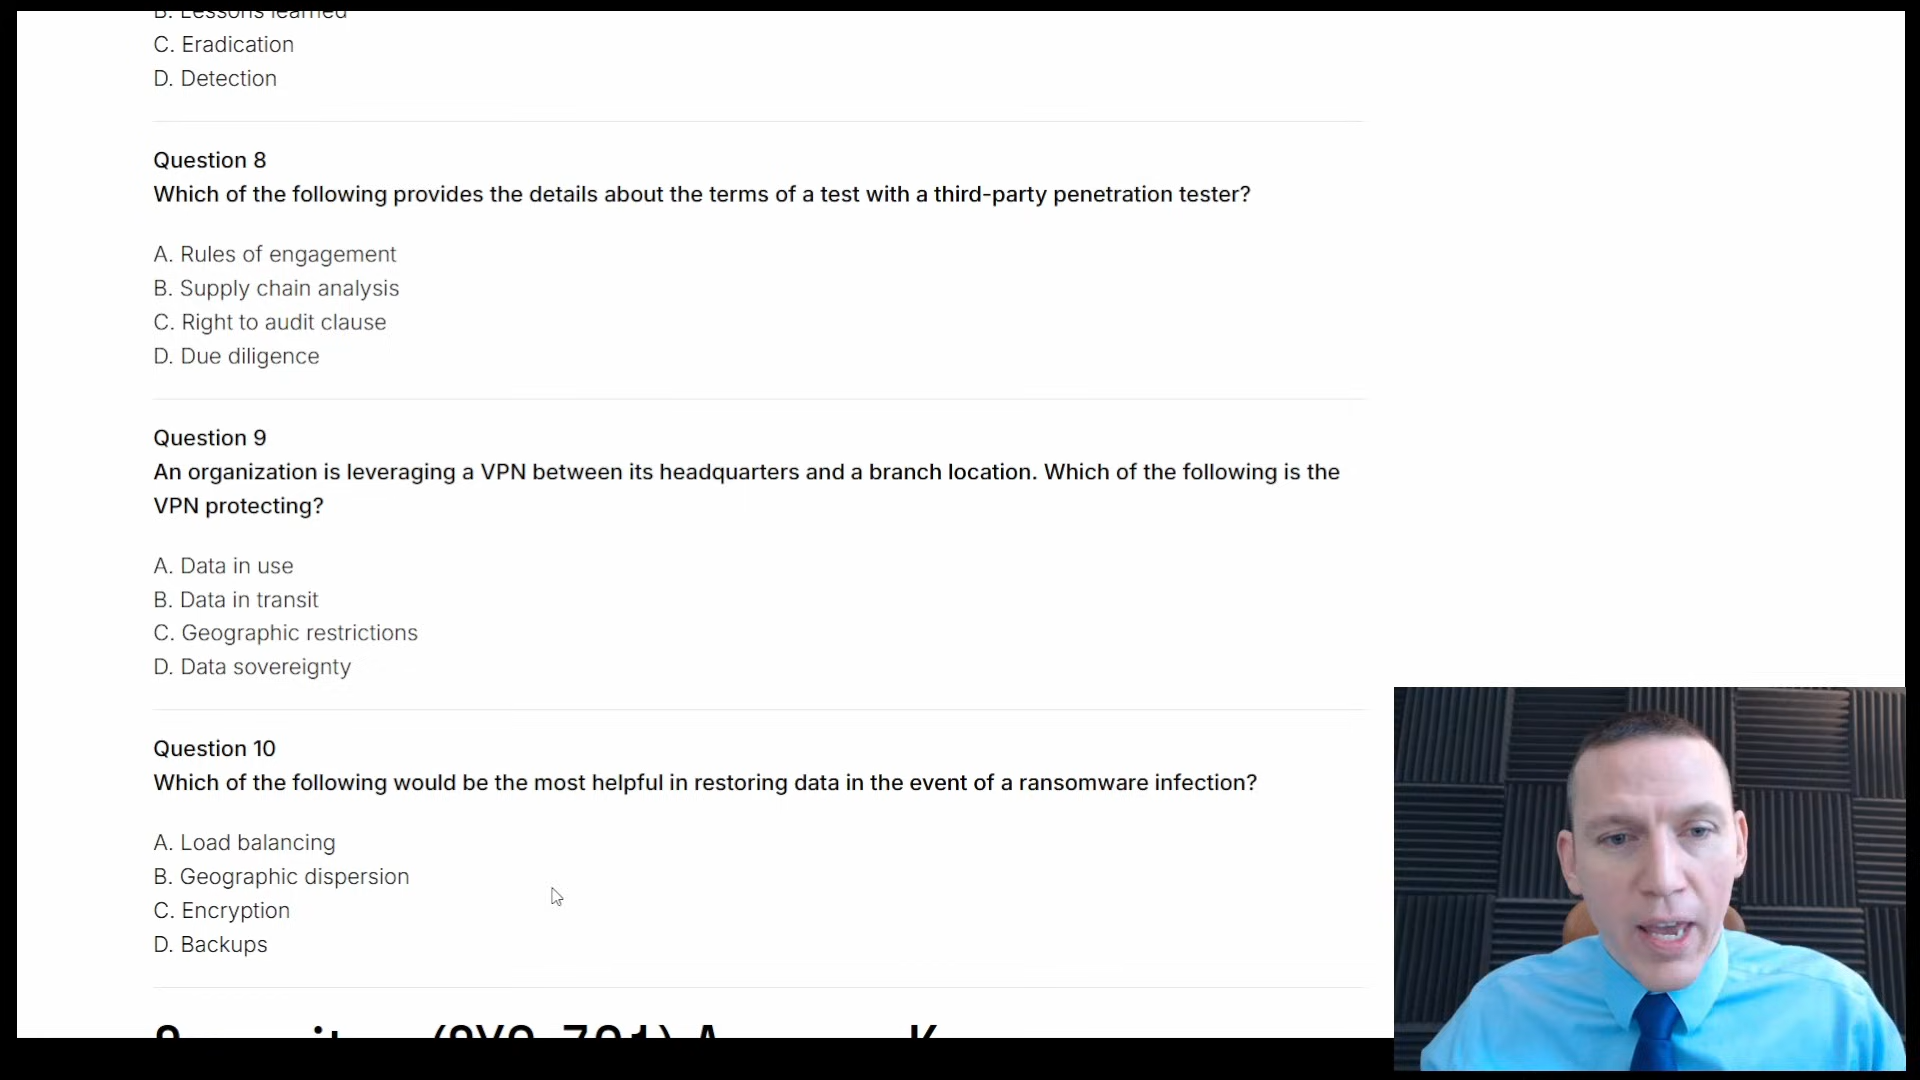 B. Lessons learned
C. Eradication
D. Detection
Question 8
Which of the following provides the details about the terms of a test with a third-party penetration tester?
A. Rules of engagement
B. Supply chain analysis
C. Right to audit clause
D. Due diligence
Question 9
An organization is leveraging a VPN between its headquarters and a branch location. Which of the following is the
VPN protecting?
A. Data in use
B. Data in transit
C. Geographic restrictions
D. Data sovereignty
Question 10
Which of the following would be the most helpful in restoring data in the event of a ransomware infection?
A. Load balancing
B. Geographic dispersion
C. Encryption
D. Backups